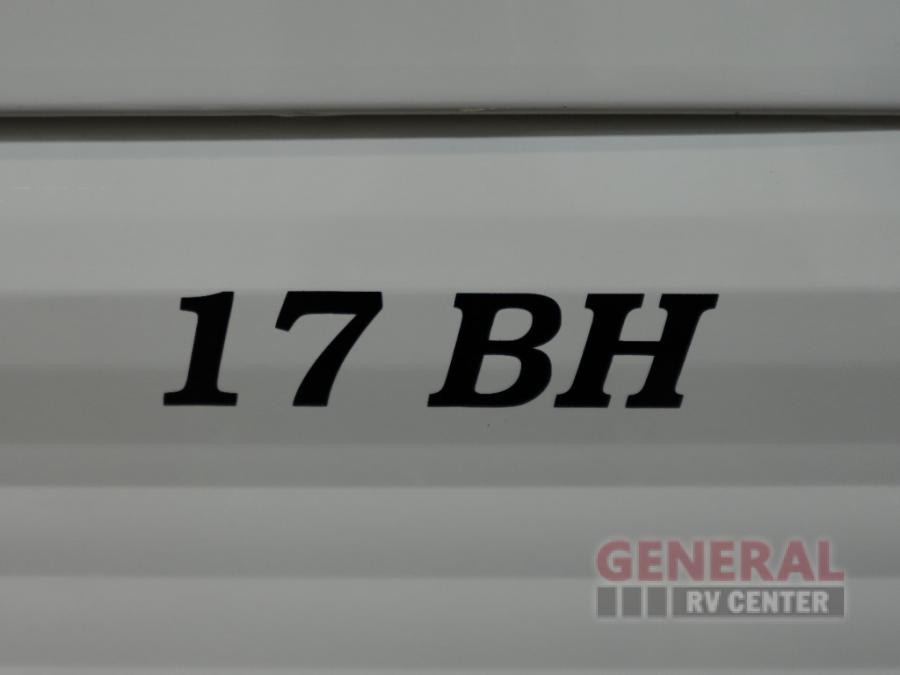 17 BH
GENERAL
RV CENTER